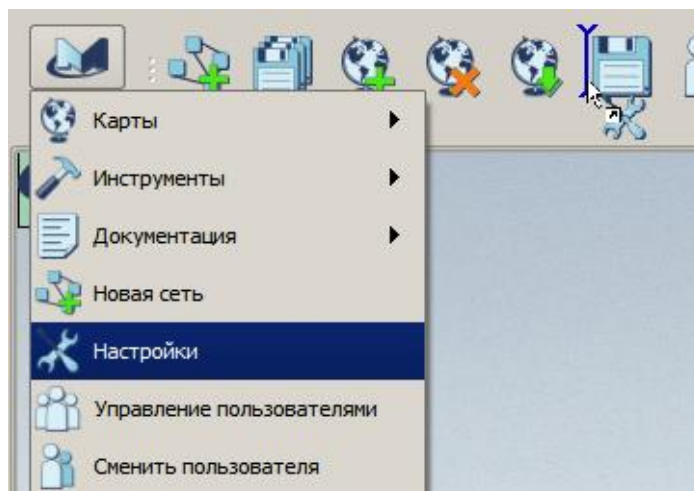 Карты
Инструменты
Документация
Новая сеть
Настройки
Управление пользователями
Сменить пользователя